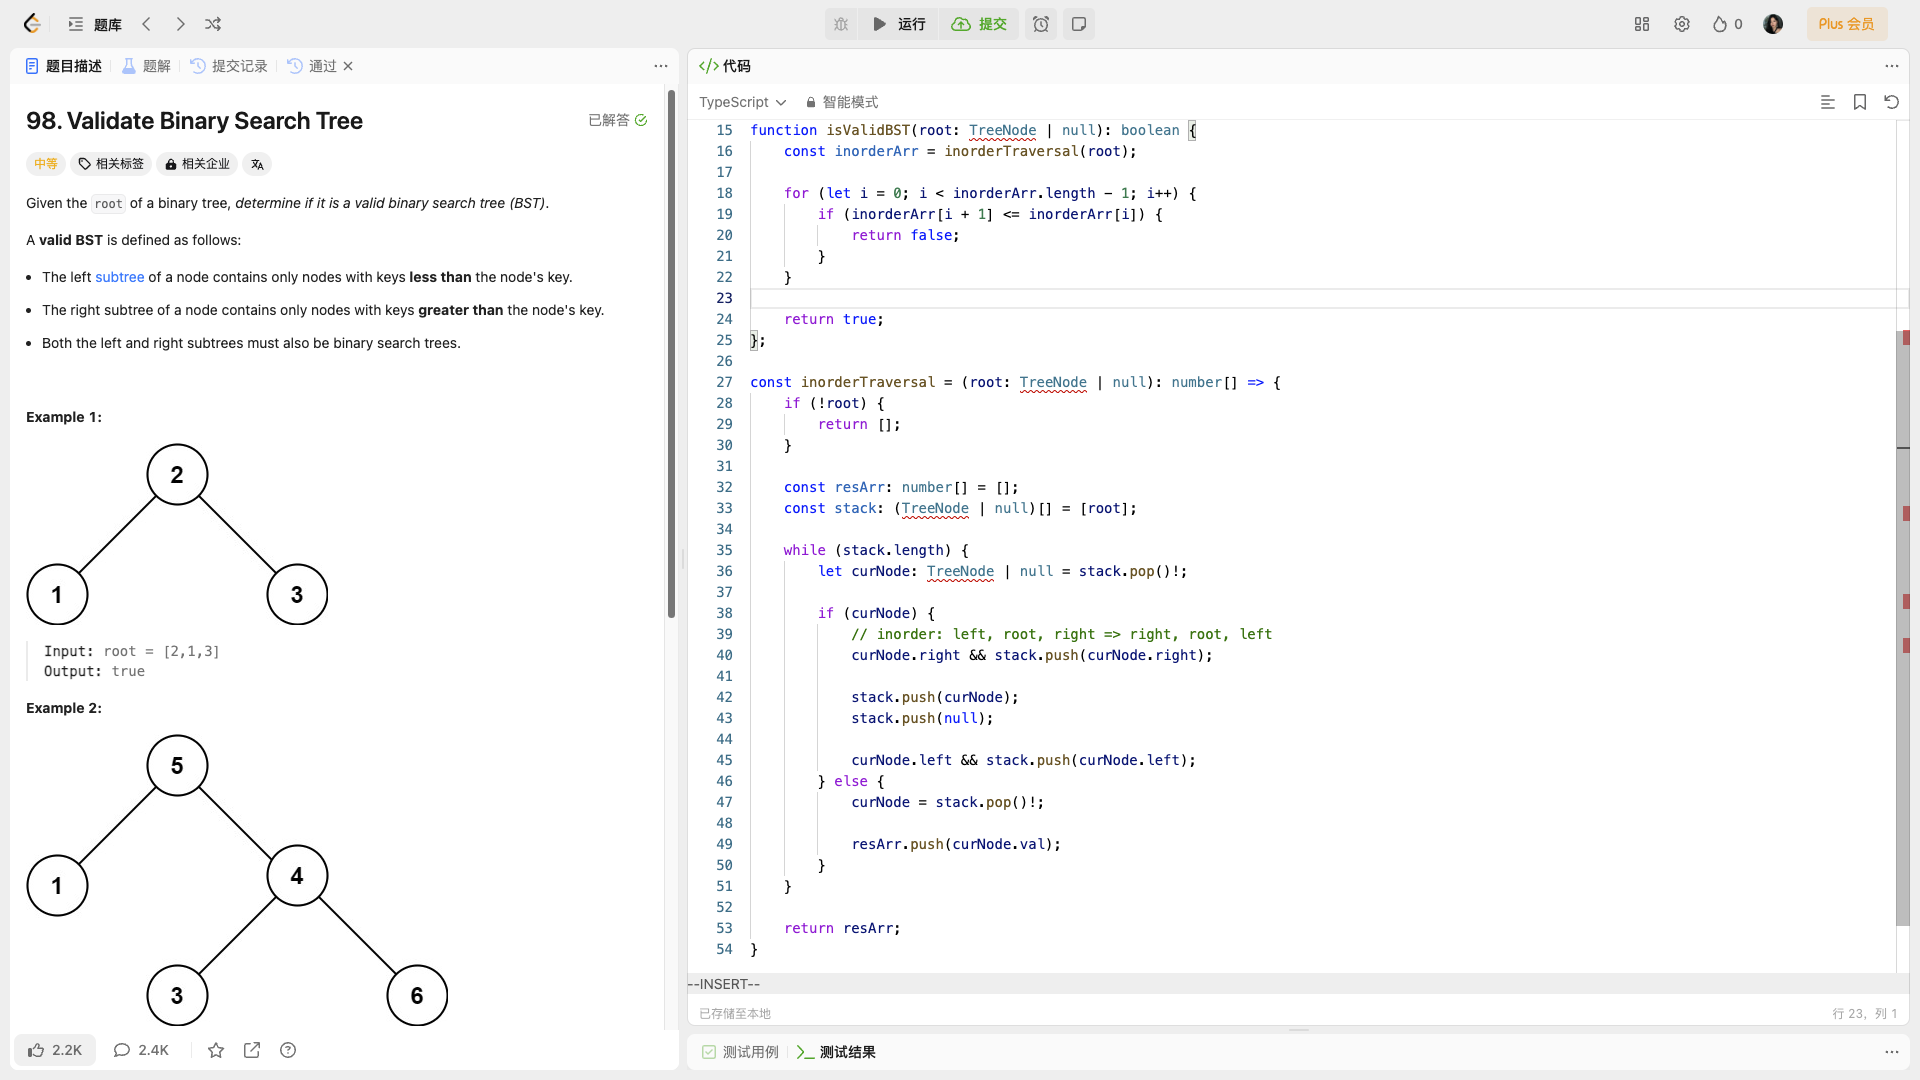 题库
运行
提交
0
Plus 会员
题目描述
题解
提交记录
通过
98. Validate Binary Search Tree
已解答
中等
相关标签
相关企业
Given the root of a binary tree, determine if it is a valid binary search tree (BST).
A valid BST is defined as follows:
The left subtree of a node contains only nodes with keys less than the node's key.
The right subtree of a node contains only nodes with keys greater than the node's key.
Both the left and right subtrees must also be binary search trees.
Example 1:
2
1
3
Input: root = [2,1,3]
Output: true
Example 2:
5
1
4
3
6
2.2K
2.4K
</> 代码
TypeScript
智能模式
15 function isValidBST(root: TreeNode | null): boolean {
16 const inorderArr = inorderTraversal(root);
17
18 for (let i = 0; i < inorderArr.length - 1; i++) {
19 if (inorderArr[i + 1] <= inorderArr[i]) {
20 return false;
21 }
22 }
23
24 return true;
25 };
26
27 const inorderTraversal = (root: TreeNode | null): number[] => {
28 if (!root) {
29 return [];
30 }
31
32 const resArr: number[] = [];
33 const stack: (TreeNode | null)[] = [root];
34
35 while (stack.length) {
36 let curNode: TreeNode | null = stack.pop()!;
37
38 if (curNode) {
39 // inorder: left, root, right => right, root, left
40 curNode.right && stack.push(curNode.right);
41
42 stack.push(curNode);
43 stack.push(null);
44
45 curNode.left && stack.push(curNode.left);
46 } else {
47 curNode = stack.pop()!;
48
49 resArr.push(curNode.val);
50 }
51 }
52
53 return resArr;
54 }
--INSERT--
已存储至本地
行 23, 列 1
测试用例
测试结果